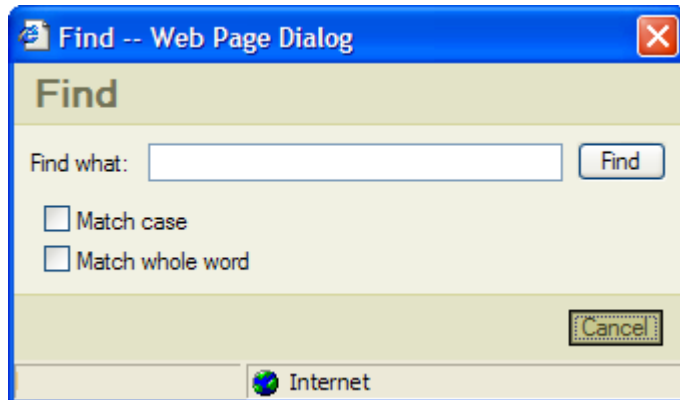 Find -- Web Page Dialog
Find
Find what:
Find
Match case
Match whole word
Cancel
Internet